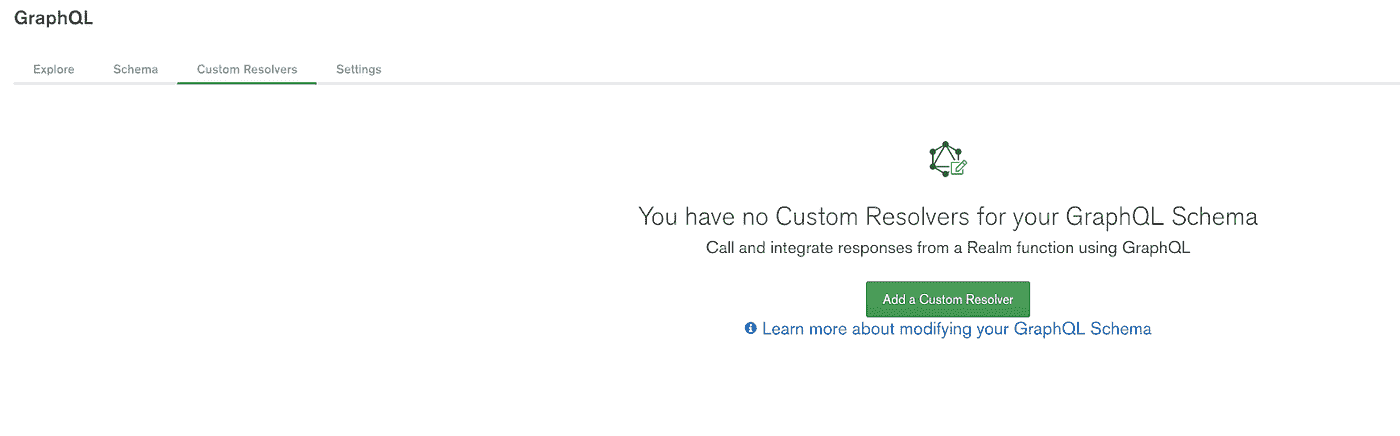 GraphQL
Explore Schema Custom Resolvers Settings
You have no Custom Resolvers for your GraphQL Schema
Call and integrate responses from a Realm function using GraphQL
Add a Custom Resolver
Learn more about modifying your GraphQL Schema